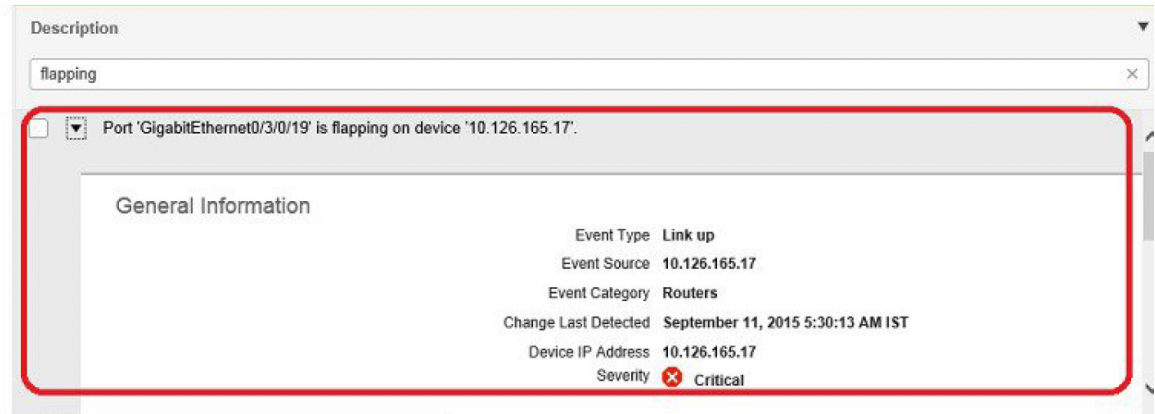 Description
flapping
Port 'GigabitEthernet0/3/0/19' is flapping on device '10.126.165.17'.
General Information
Event Type Link up
Event Source 10.126.165.17
Event Category Routers
Change Last Detected September 11, 2015 5:30:13 AM IST
Device IP Address 10.126.165.17
Severity Critical